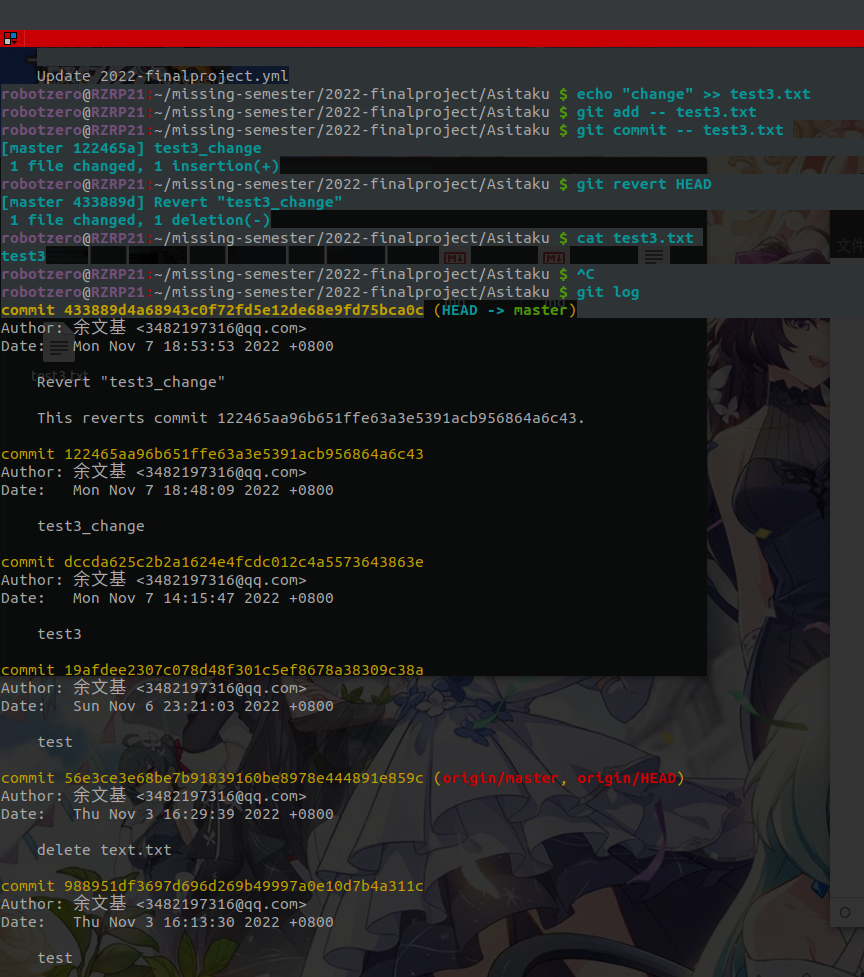 Update 2022-finalproject.yml
robotzero@RZRP21:~/missing-semester/2022-finalproject/Asitaku $ echo "change" >> test3.txt
robotzero@RZRP21:~/missing-semester/2022-finalproject/Asitaku $ git add -- test3.txt
robotzero@RZRP21:~/missing-semester/2022-finalproject/Asitaku $ git commit -- test3.txt
[master 122465a] test3_change
 1 file changed, 1 insertion(+)
robotzero@RZRP21:~/missing-semester/2022-finalproject/Asitaku $ git revert HEAD
[master 433889d] Revert "test3_change"
 1 file changed, 1 deletion(-)
robotzero@RZRP21:~/missing-semester/2022-finalproject/Asitaku $ cat test3.txt
文件
test3
robotzero@RZRP21:~/missing-semester/2022-finalproject/Asitaku $ ^C
robotzero@RZRP21:~/missing-semester/2022-finalproject/Asitaku $ git log
commit 433889d4a68943c0f72fd5e12de68e9fd75bca0c (HEAD -> master)
Author: 余文基 <3482197316@qq.com>
Date:   Mon Nov 7 18:53:53 2022 +0800
test3.txt
Revert "test3_change"
This reverts commit 122465aa96b651ffe63a3e5391acb956864a6c43.
commit 122465aa96b651ffe63a3e5391acb956864a6c43
Author: 余文基 <3482197316@qq.com>
Date:   Mon Nov 7 18:48:09 2022 +0800
test3_change
commit dccda625c2b2a1624e4fcdc012c4a5573643863e
Author: 余文基 <3482197316@qq.com>
Date:   Mon Nov 7 14:15:47 2022 +0800
test3
commit 19afdee2307c078d48f301c5ef8678a38309c38a
Author: 余文基 <3482197316@qq.com>
Date:   Sun Nov 6 23:21:03 2022 +0800
test
commit 56e3ce3e68be7b91839160be8978e444891e859c (origin/master, origin/HEAD)
Author: 余文基 <3482197316@qq.com>
Date:   Thu Nov 3 16:29:39 2022 +0800
delete text.txt
commit 988951df3697d696d269b49997a0e10d7b4a311c
Author: 余文基 <3482197316@qq.com>
Date:   Thu Nov 3 16:13:30 2022 +0800
test